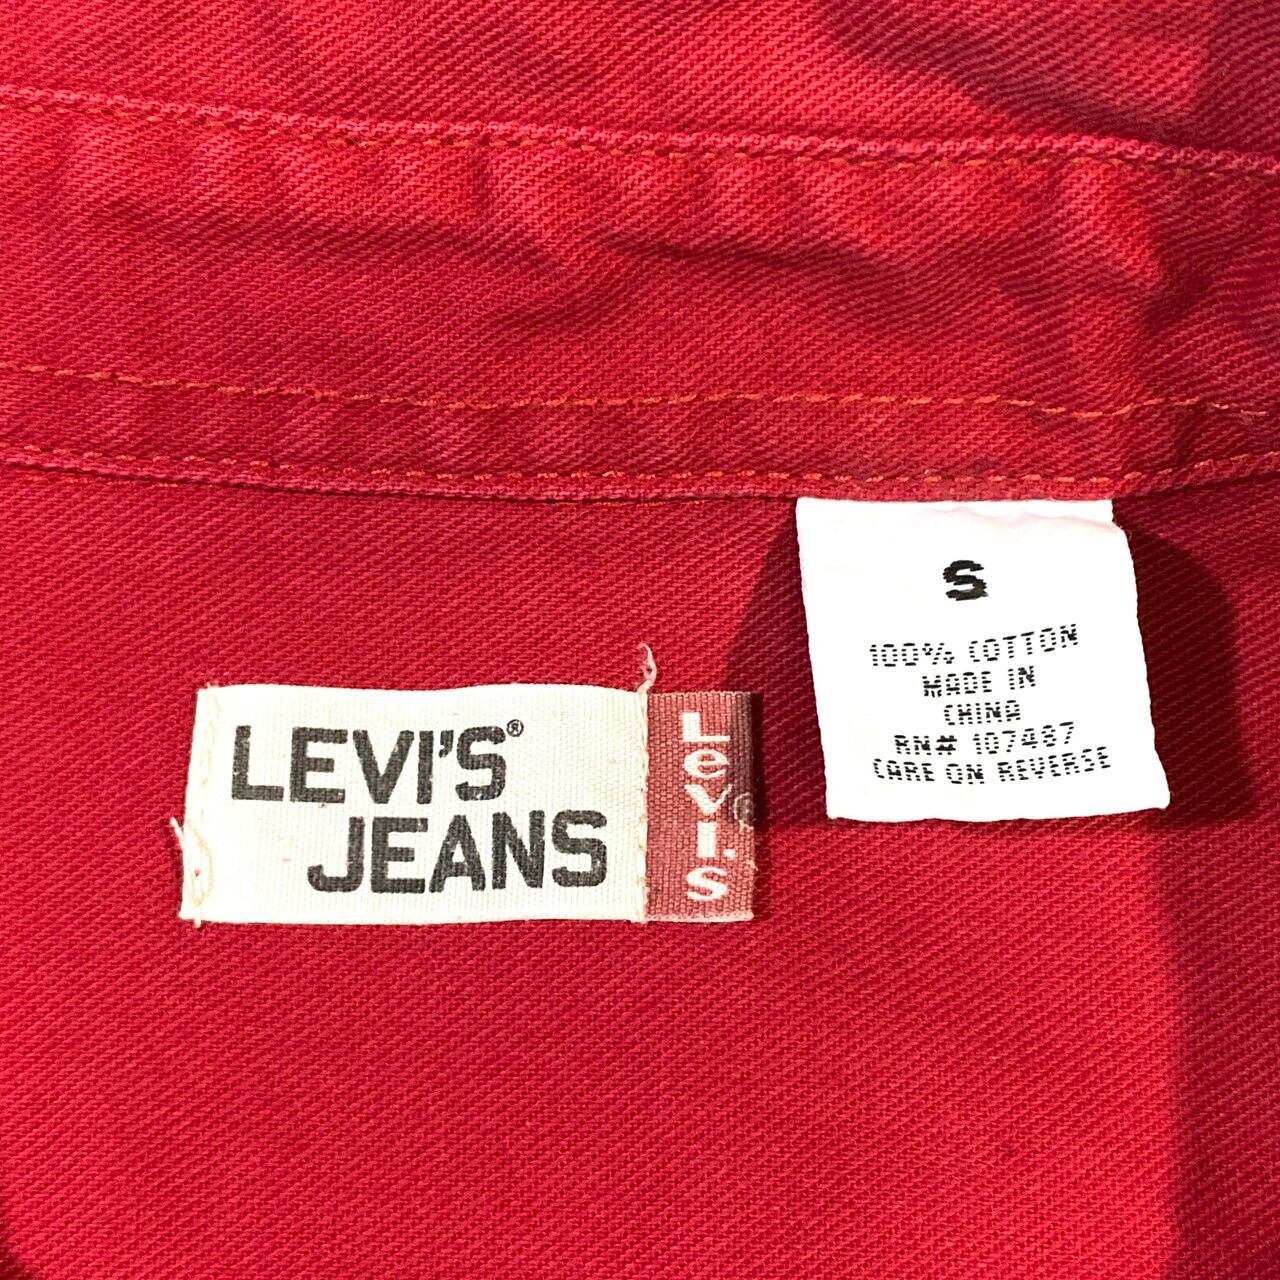 S
100% COTTON
MADE IN
CHINA
RN# 107487
CARE ON REVERSE
LEVI'S®
JEANS
LeVI.S